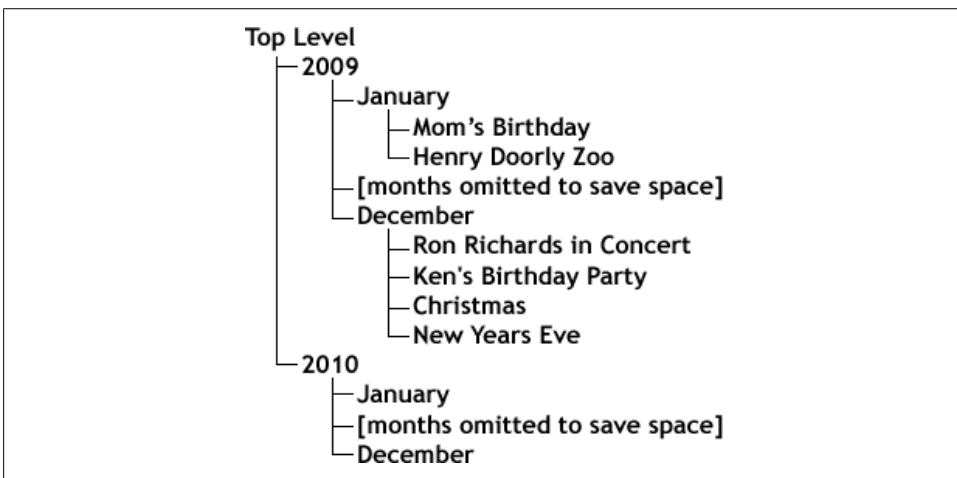 Top Level
2009
January
Mom’s Birthday
Henry Doorly Zoo
[months omitted to save space]
December
Ron Richards in Concert
Ken's Birthday Party
Christmas
New Years Eve
2010
January
[months omitted to save space]
December